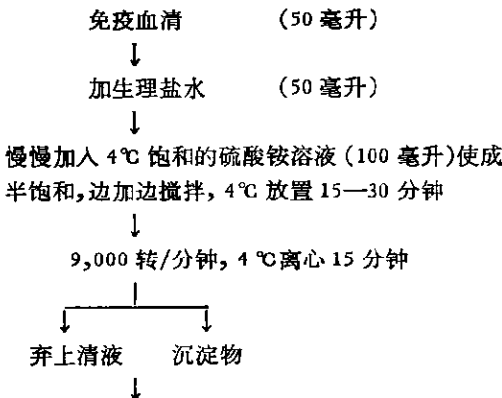 免疫血清 (50 毫升)
加生理盐水 (50 毫升)
慢慢加入 4℃ 饱和的硫酸铵溶液 (100 毫升) 使成
半饱和,边加边搅拌, 4℃ 放置 15—30 分钟
9,000 转/分钟, 4 ℃离心 15 分钟
弃上清液 沉淀物